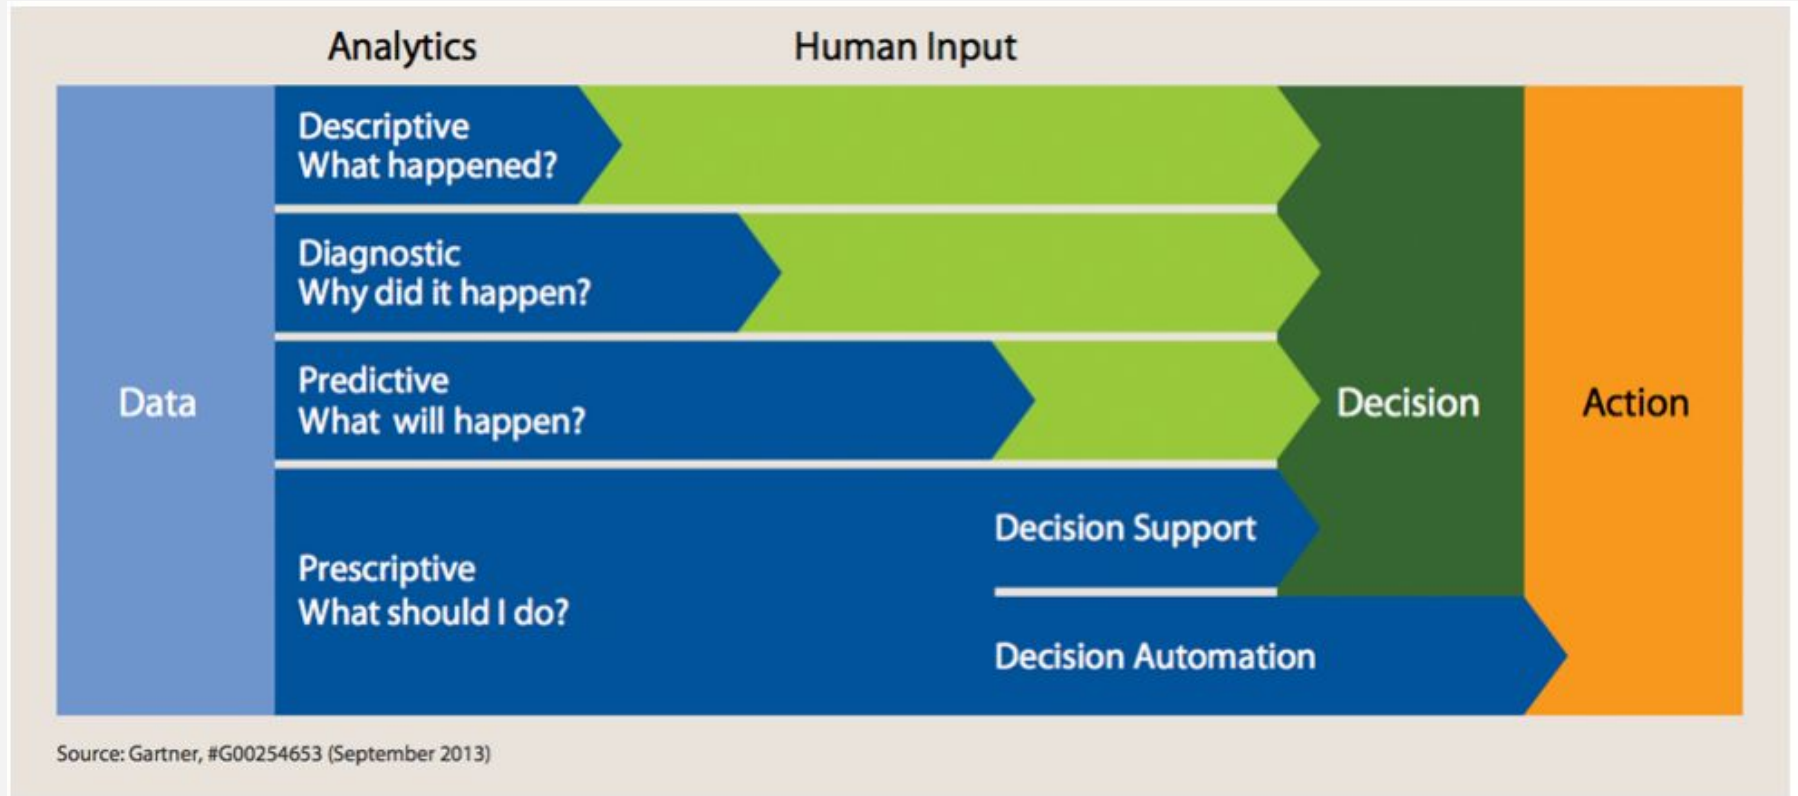 Analytics
Human Input
Descriptive
What happened?
Diagnostic
Why did it happen?
Predictive
What will happen?
Data
Decision
Action
Prescriptive
What should I do?
Decision Support
Decision Automation
Source: Gartner, #G00254653 (September 2013)